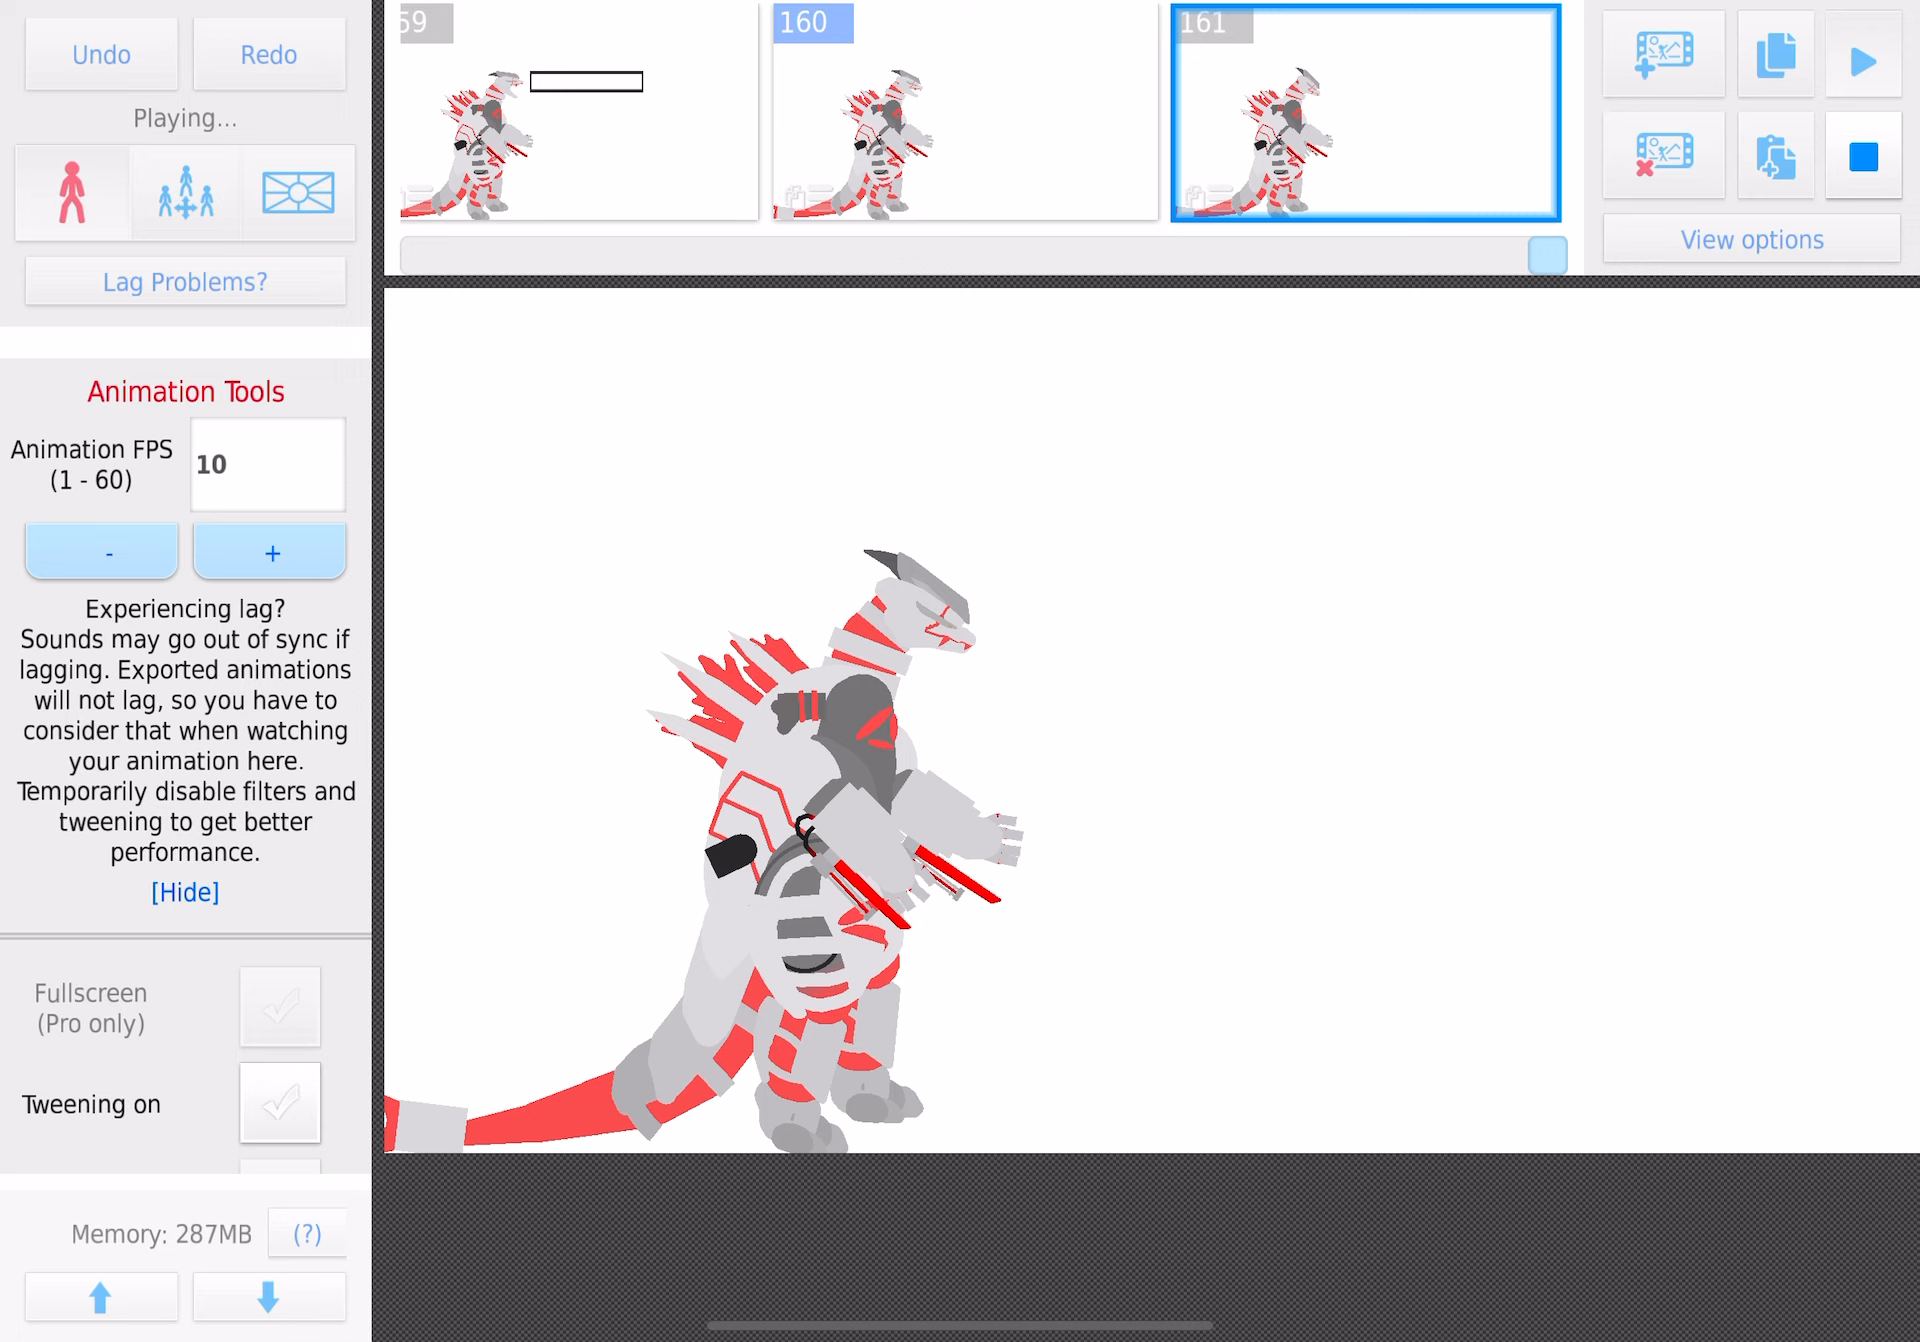 Undo
Redo
Playing...
Lag Problems?
59
160
161
View options
Animation Tools
Animation FPS
(1 - 60)
10
-
+
Experiencing lag?
Sounds may go out of sync if
lagging. Exported animations
will not lag, so you have to
consider that when watching
your animation here.
Temporarily disable filters and
tweening to get better
performance.
[Hide]
Fullscreen
(Pro only)
Tweening on
Memory: 287MB
(?)